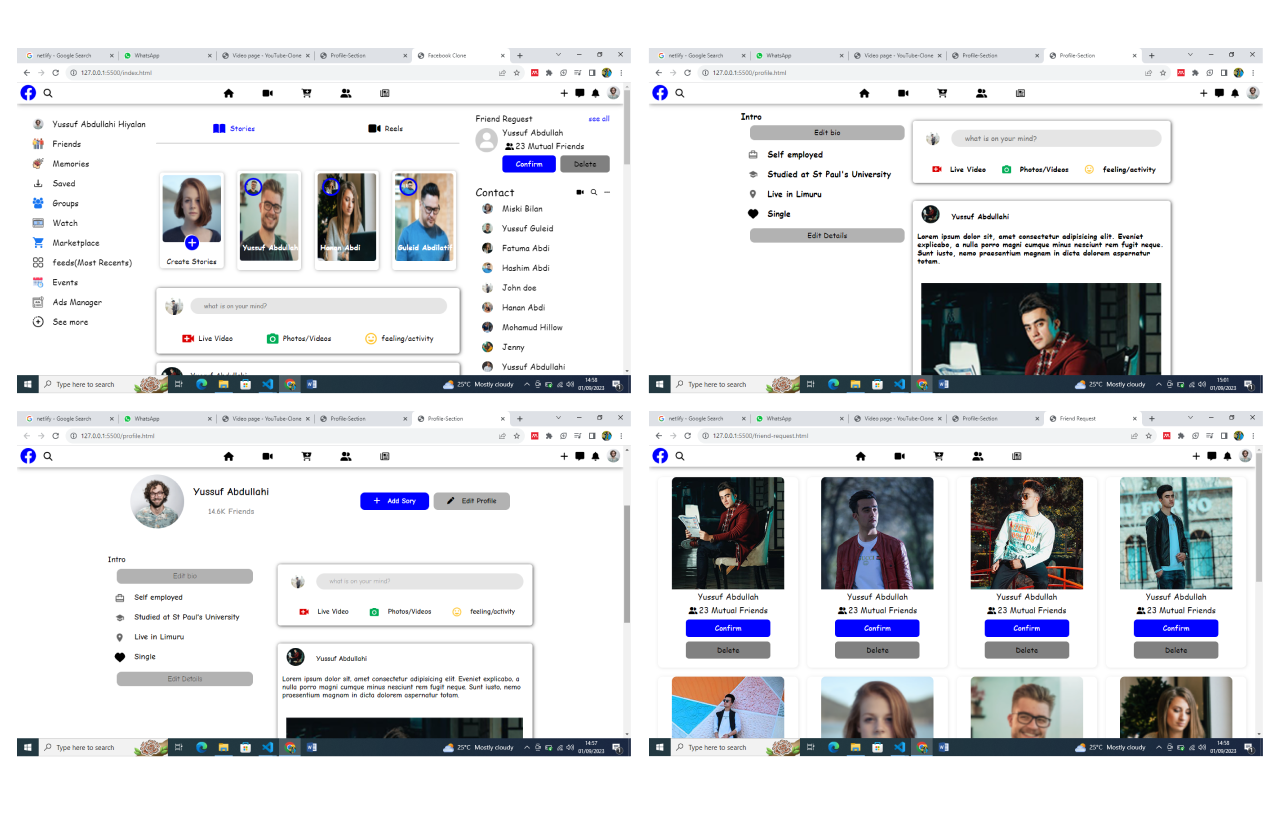 netlify - Google Search
WhatsApp
Video page - YouTube-Clone
Profile-Section
Facebook Clone
127.0.0.1:5500/index.html
Yussuf Abdullahi Hiyalan
Friends
Memories
Saved
Groups
Watch
Marketplace
feeds(Most Recents)
Events
Ads Manager
See more
Stories
Reels
Create Stories
Yussuf Abdullah
Hanan Abdi
Guleid Abdilatif
what is on your mind?
Live Video
Photos/Videos
feeling/activity
Yussuf Abdullahi
Friend Reguest
see all
Yussuf Abdullah
23 Mutual Friends
Confirm
Delete
Contact
Miski Bilan
Yussuf Guleid
Fatuma Abdi
Hashim Abdi
John doe
Hanan Abdi
Mohamud Hillow
Jenny
Yussuf Abdullahi
Type here to search
25°C Mostly cloudy
14:58
01/09/2023
netlify - Google Search
WhatsApp
Video page - YouTube-Clone
Profile-Section
Profile-Section
127.0.0.1:5500/profile.html
Intro
Edit bio
Self employed
Studied at St Paul's University
Live in Limuru
Single
Edit Details
what is on your mind?
Live Video
Photos/Videos
feeling/activity
Yussuf Abdullahi
Lorem ipsum dolor sit, amet consectetur adipisicing elit. Eveniet
explicabo, a nulla porro magni cumque minus nesciunt rem fugit neque.
Sunt iusto, nemo praesentium magnam in dicta dolorem aspernatur
totam.
Type here to search
25°C Mostly cloudy
15:01
01/09/2023
netlify - Google Search
WhatsApp
Video page - YouTube-Clone
Profile-Section
Profile-Section
127.0.0.1:5500/profile.html
Yussuf Abdullahi
14.6K Friends
Add Sory
Edit Profile
Intro
Edit bio
Self employed
Studied at St Paul's University
Live in Limuru
Single
Edit Details
what is on your mind?
Live Video
Photos/Videos
feeling/activity
Yussuf Abdullahi
Lorem ipsum dolor sit, amet consectetur adipisicing elit. Eveniet explicabo, a
nulla porro magni cumque minus nesciunt rem fugit neque. Sunt iusto, nemo
praesentium magnam in dicta dolorem aspernatur totam.
Type here to search
25°C Mostly cloudy
14:57
01/09/2023
netlify - Google Search
WhatsApp
Video page - YouTube-Clone
Profile-Section
Friend Request
127.0.0.1:5500/friend-request.html
Yussuf Abdullah
23 Mutual Friends
Confirm
Delete
Yussuf Abdullah
23 Mutual Friends
Confirm
Delete
Yussuf Abdullah
23 Mutual Friends
Confirm
Delete
Yussuf Abdullah
23 Mutual Friends
Confirm
Delete
Type here to search
25°C Mostly cloudy
14:58
01/09/2023